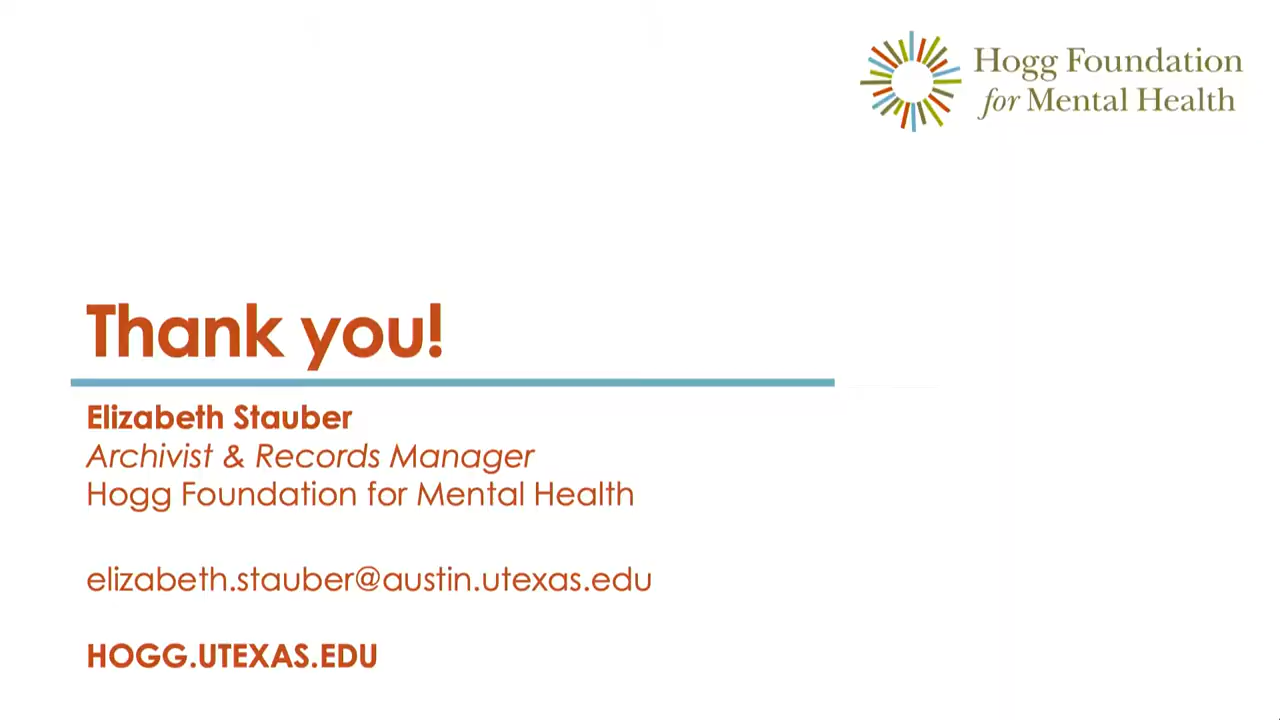 Hogg Foundation
for Mental Health
Thank you!
Elizabeth Stauber
Archivist & Records Manager
Hogg Foundation for Mental Health
elizabeth.stauber@austin.utexas.edu
HOGG.UTEXAS.EDU